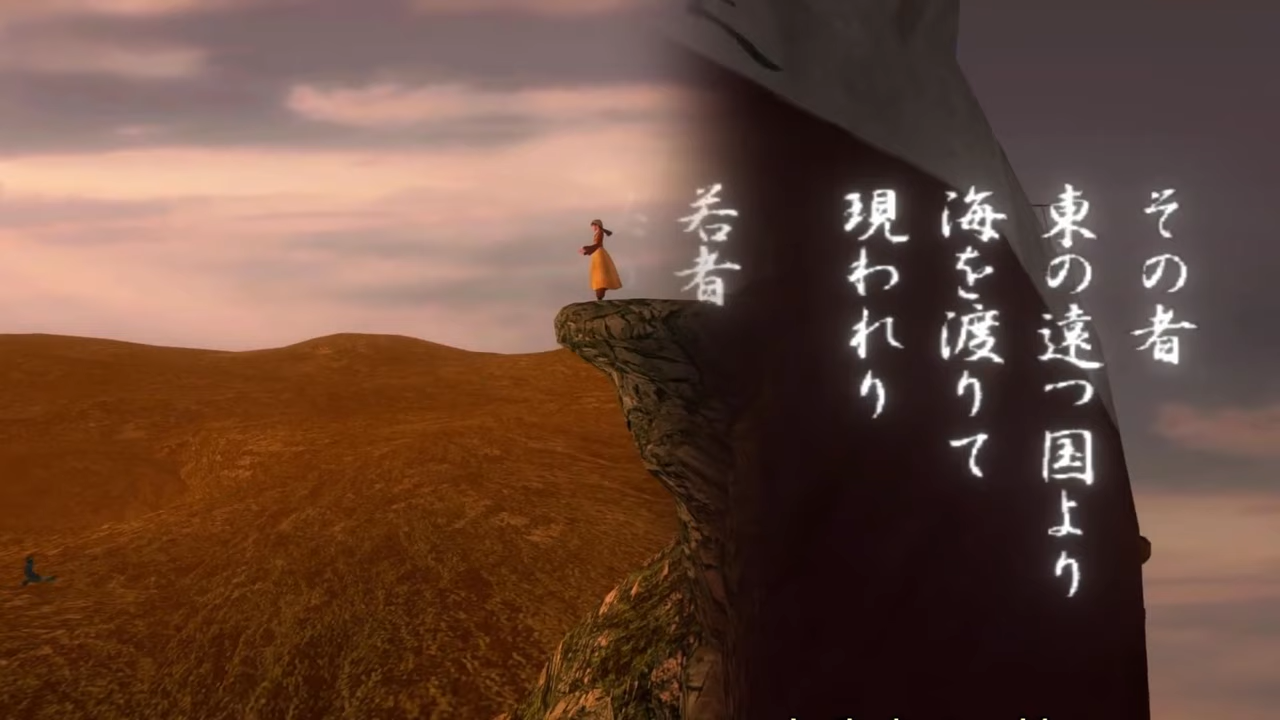 その者
東の遠つ国より
海を渡りて
現われり
若者